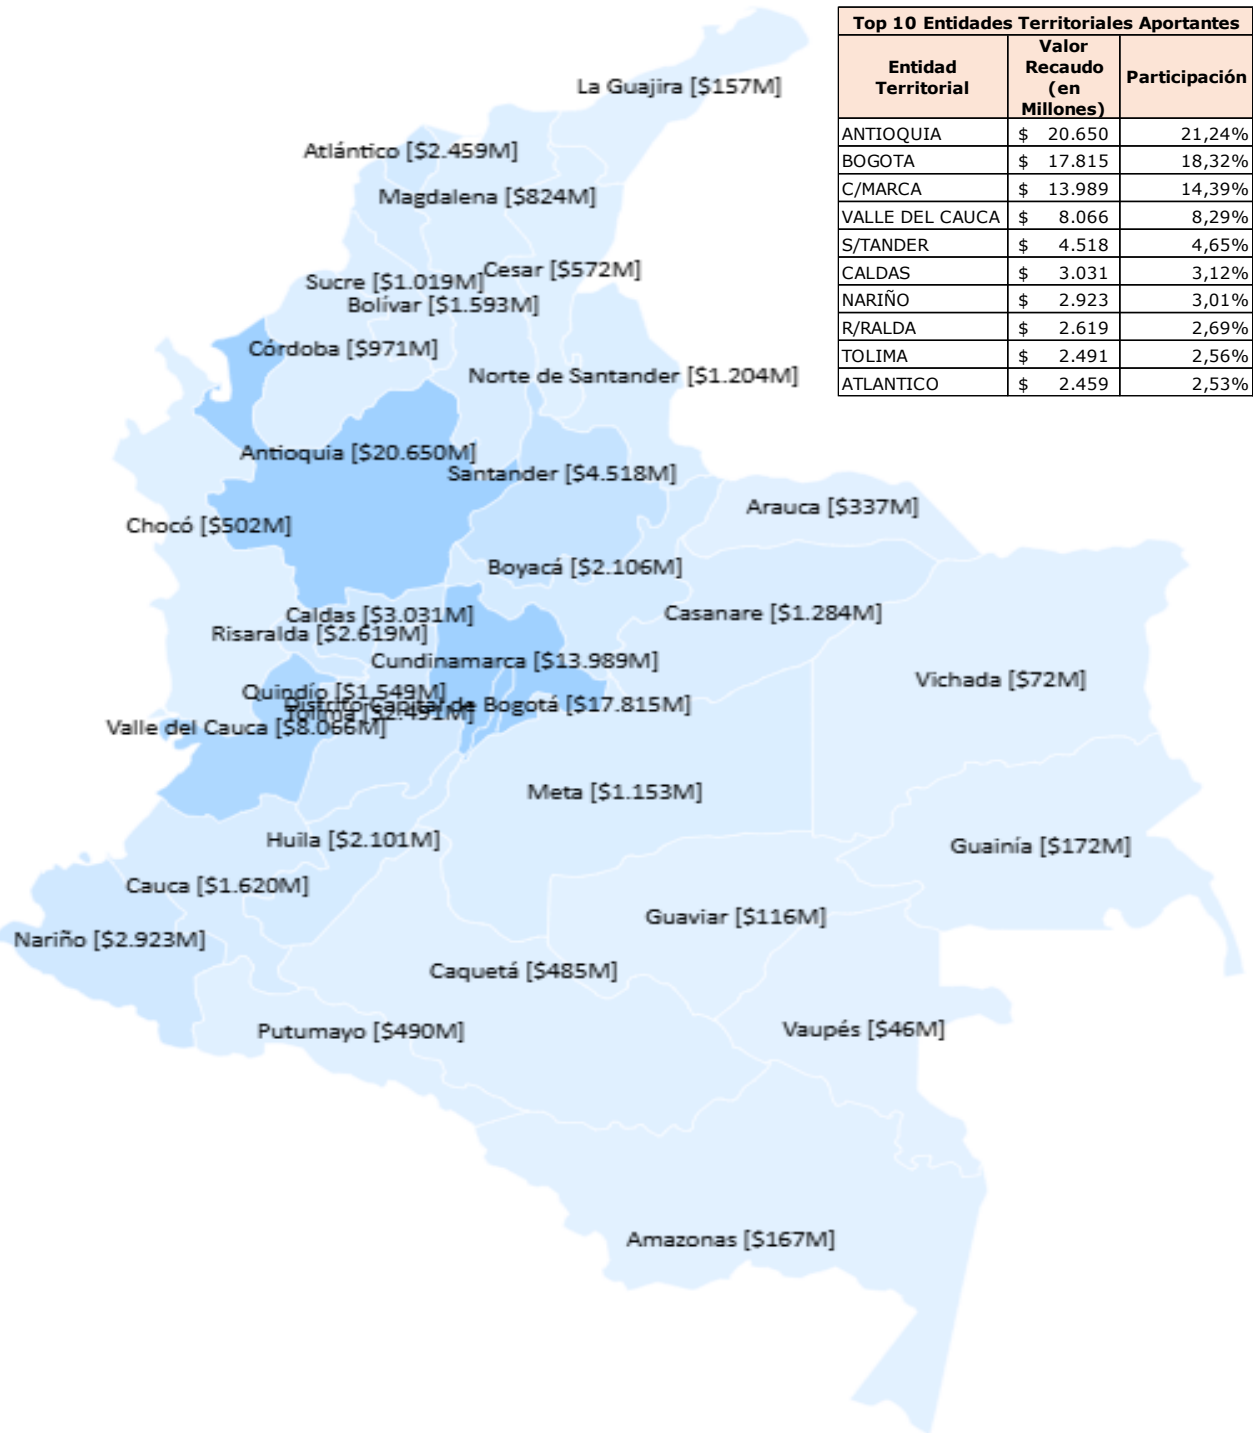 Top 10 Entidades Territoriales Aportantes
Entidad Territorial Valor Recaudo (en Millones) Participación
ANTIOQUIA $ 20.650 21,24%
BOGOTA $ 17.815 18,32%
C/MARCA $ 13.989 14,39%
VALLE DEL CAUCA $ 8.066 8,29%
S/TANDER $ 4.518 4,65%
CALDAS $ 3.031 3,12%
NARIÑO $ 2.923 3,01%
R/RALDA $ 2.619 2,69%
TOLIMA $ 2.491 2,56%
ATLANTICO $ 2.459 2,53%
La Guajira [$157M]
Atlántico [$2.459M]
Magdalena [$824M]
Cesar [$572M]
Sucre [$1.019M]
Bolívar [$1.593M]
Córdoba [$971M]
Norte de Santander [$1.204M]
Antioquia [$20.650M]
Santander [$4.518M]
Arauca [$337M]
Chocó [$502M]
Boyacá [$2.106M]
Caldas [$3.031M]
Casanare [$1.284M]
Risaralda [$2.619M]
Cundinamarca [$13.989M]
Vichada [$72M]
Quindío [$1.549M]
Distrito Capital de Bogotá [$17.815M]
Tolima [$2.491M]
Valle del Cauca [$8.066M]
Meta [$1.153M]
Huila [$2.101M]
Guainía [$172M]
Cauca [$1.620M]
Guaviar [$116M]
Nariño [$2.923M]
Caquetá [$485M]
Putumayo [$490M]
Vaupés [$46M]
Amazonas [$167M]